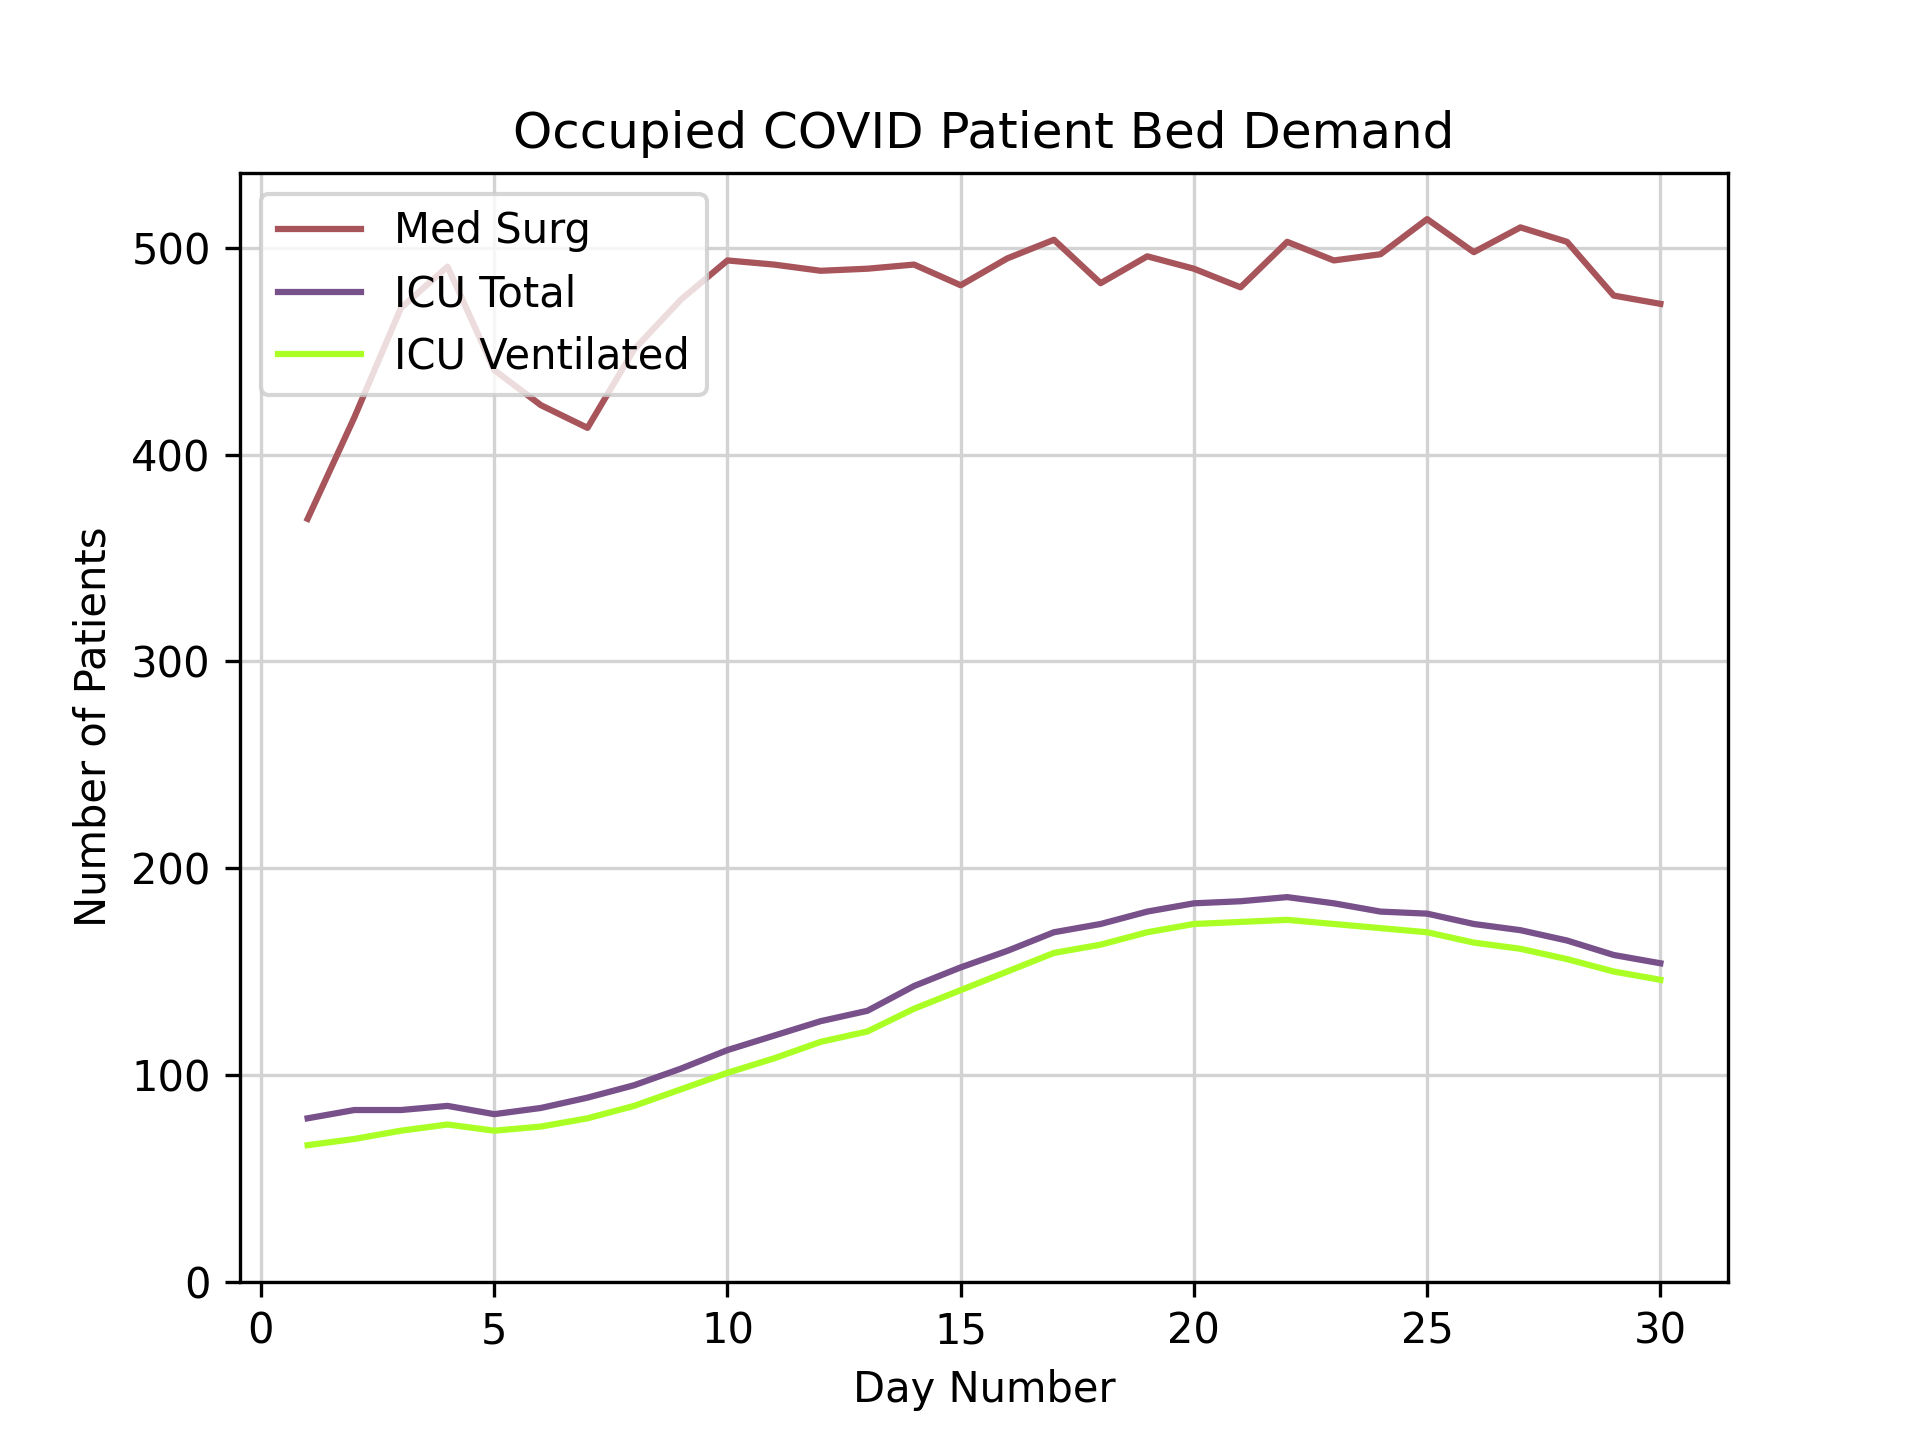 Occupied COVID Patient Bed Demand
Med Surg
ICU Total
ICU Ventilated
500
400
300
200
100
0
Number of Patients
0 5 10 15 20 25 30
Day Number